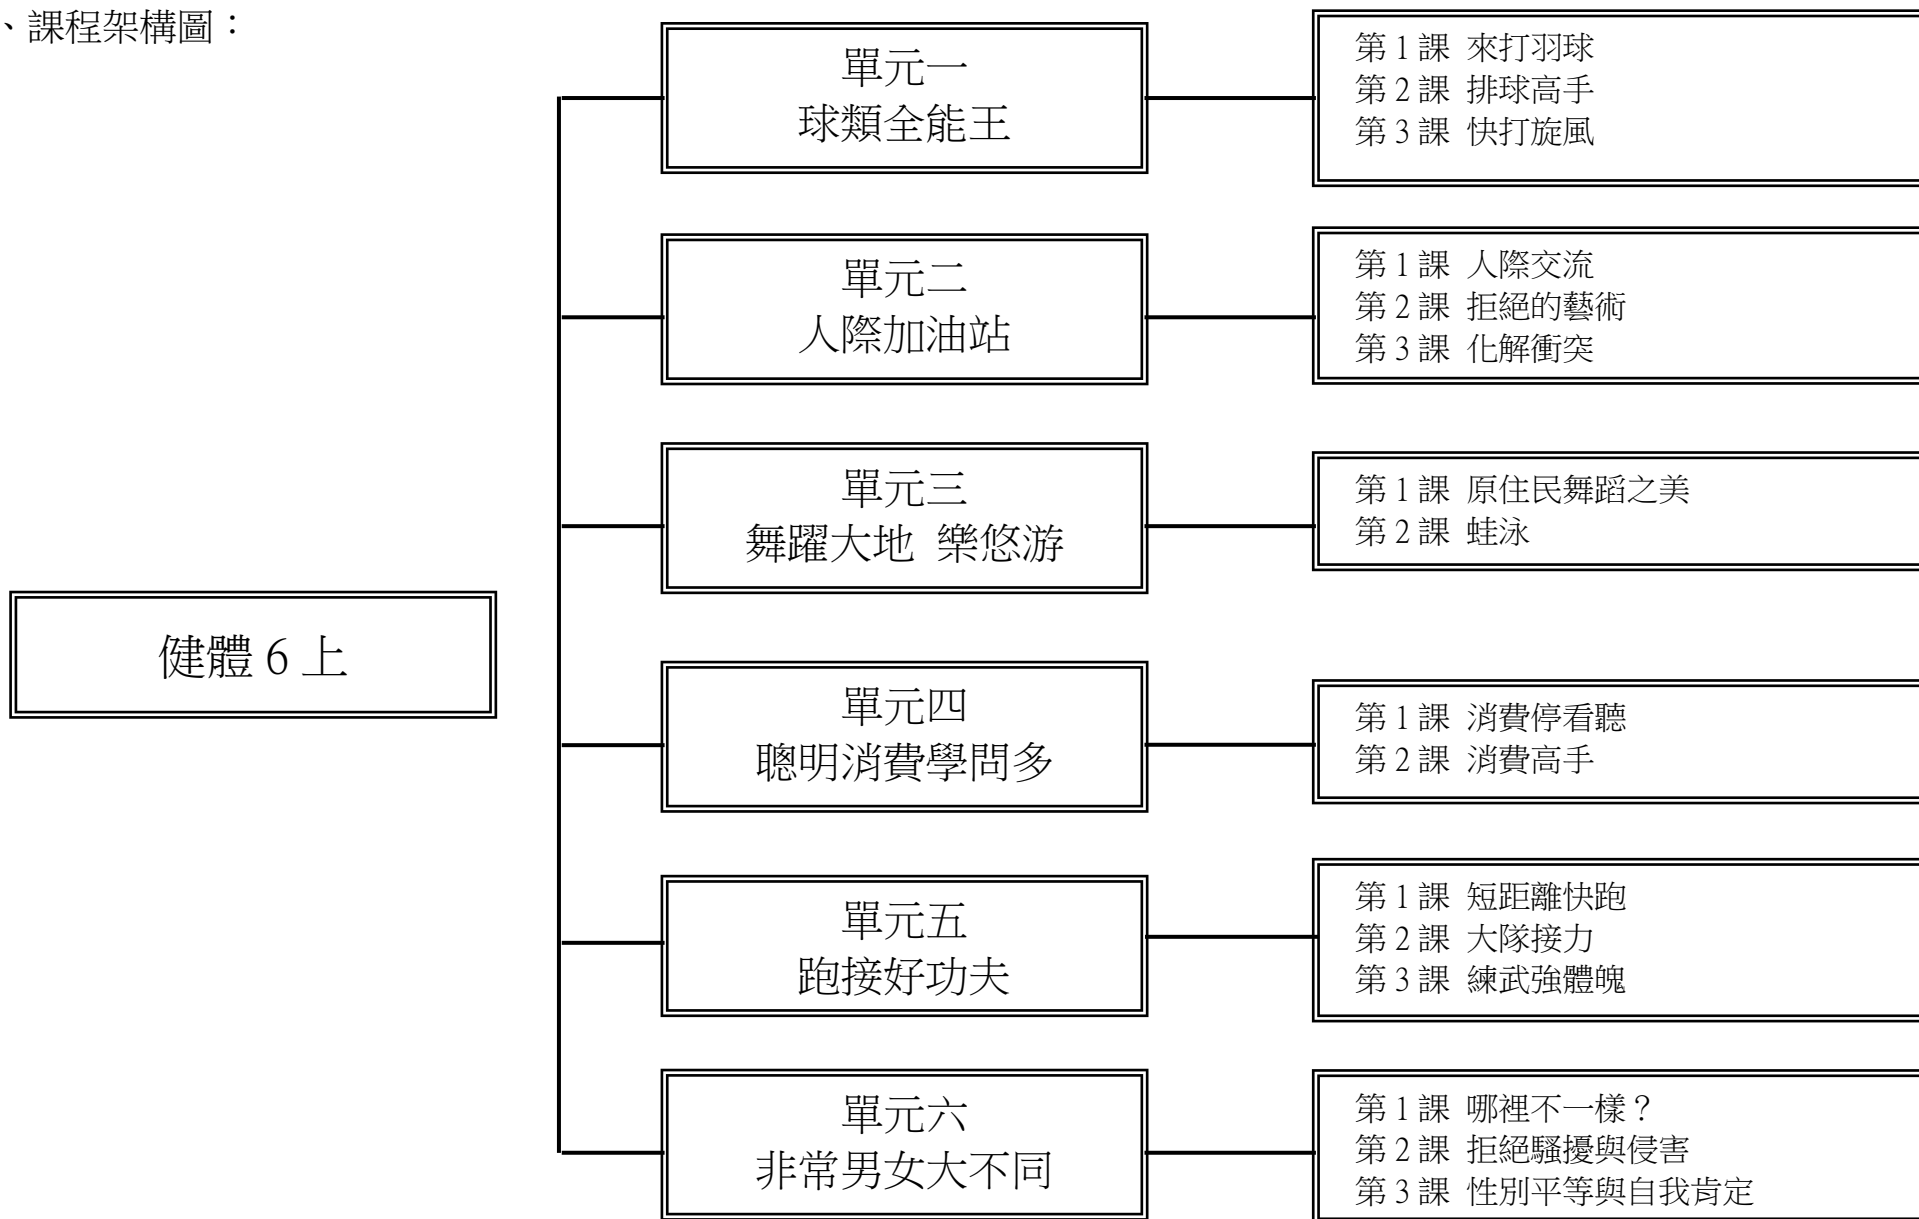 、課程架構圖：
健體 6 上
單元一
球類全能王
第 1 課 來打羽球
第 2 課 排球高手
第 3 課 快打旋風
單元二
人際加油站
第 1 課 人際交流
第 2 課 拒絕的藝術
第 3 課 化解衝突
單元三
舞躍大地 樂悠游
第 1 課 原住民舞蹈之美
第 2 課 蛙泳
單元四
聰明消費學問多
第 1 課 消費停看聽
第 2 課 消費高手
單元五
跑接好功夫
第 1 課 短距離快跑
第 2 課 大隊接力
第 3 課 練武強體魄
單元六
非常男女大不同
第 1 課 哪裡不一樣？
第 2 課 拒絕騷擾與侵害
第 3 課 性別平等與自我肯定